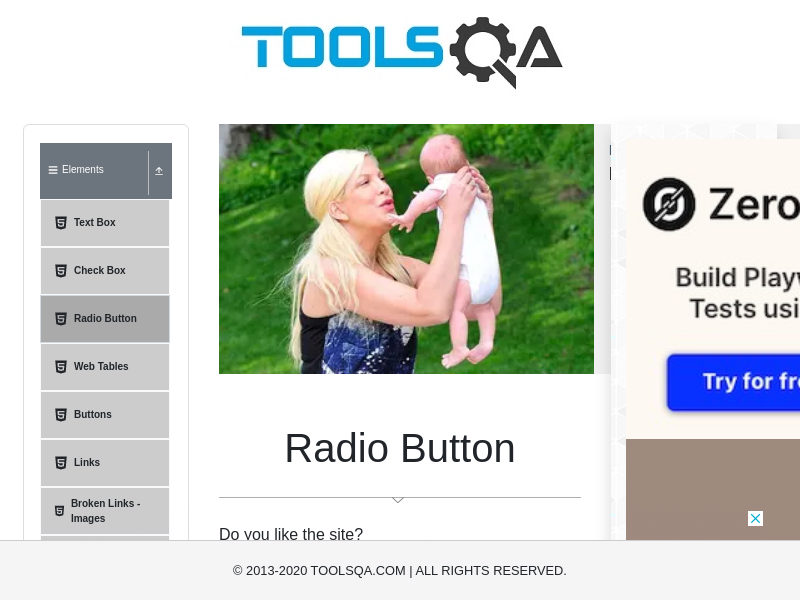 TOOLSQA
Elements
Text Box
Check Box
Radio Button
Web Tables
Buttons
Links
Broken Links -
Images
Zero
Build Play
Tests usi
Try for fr
Radio Button
Do you like the site?
© 2013-2020 TOOLSQA.COM | ALL RIGHTS RESERVED.